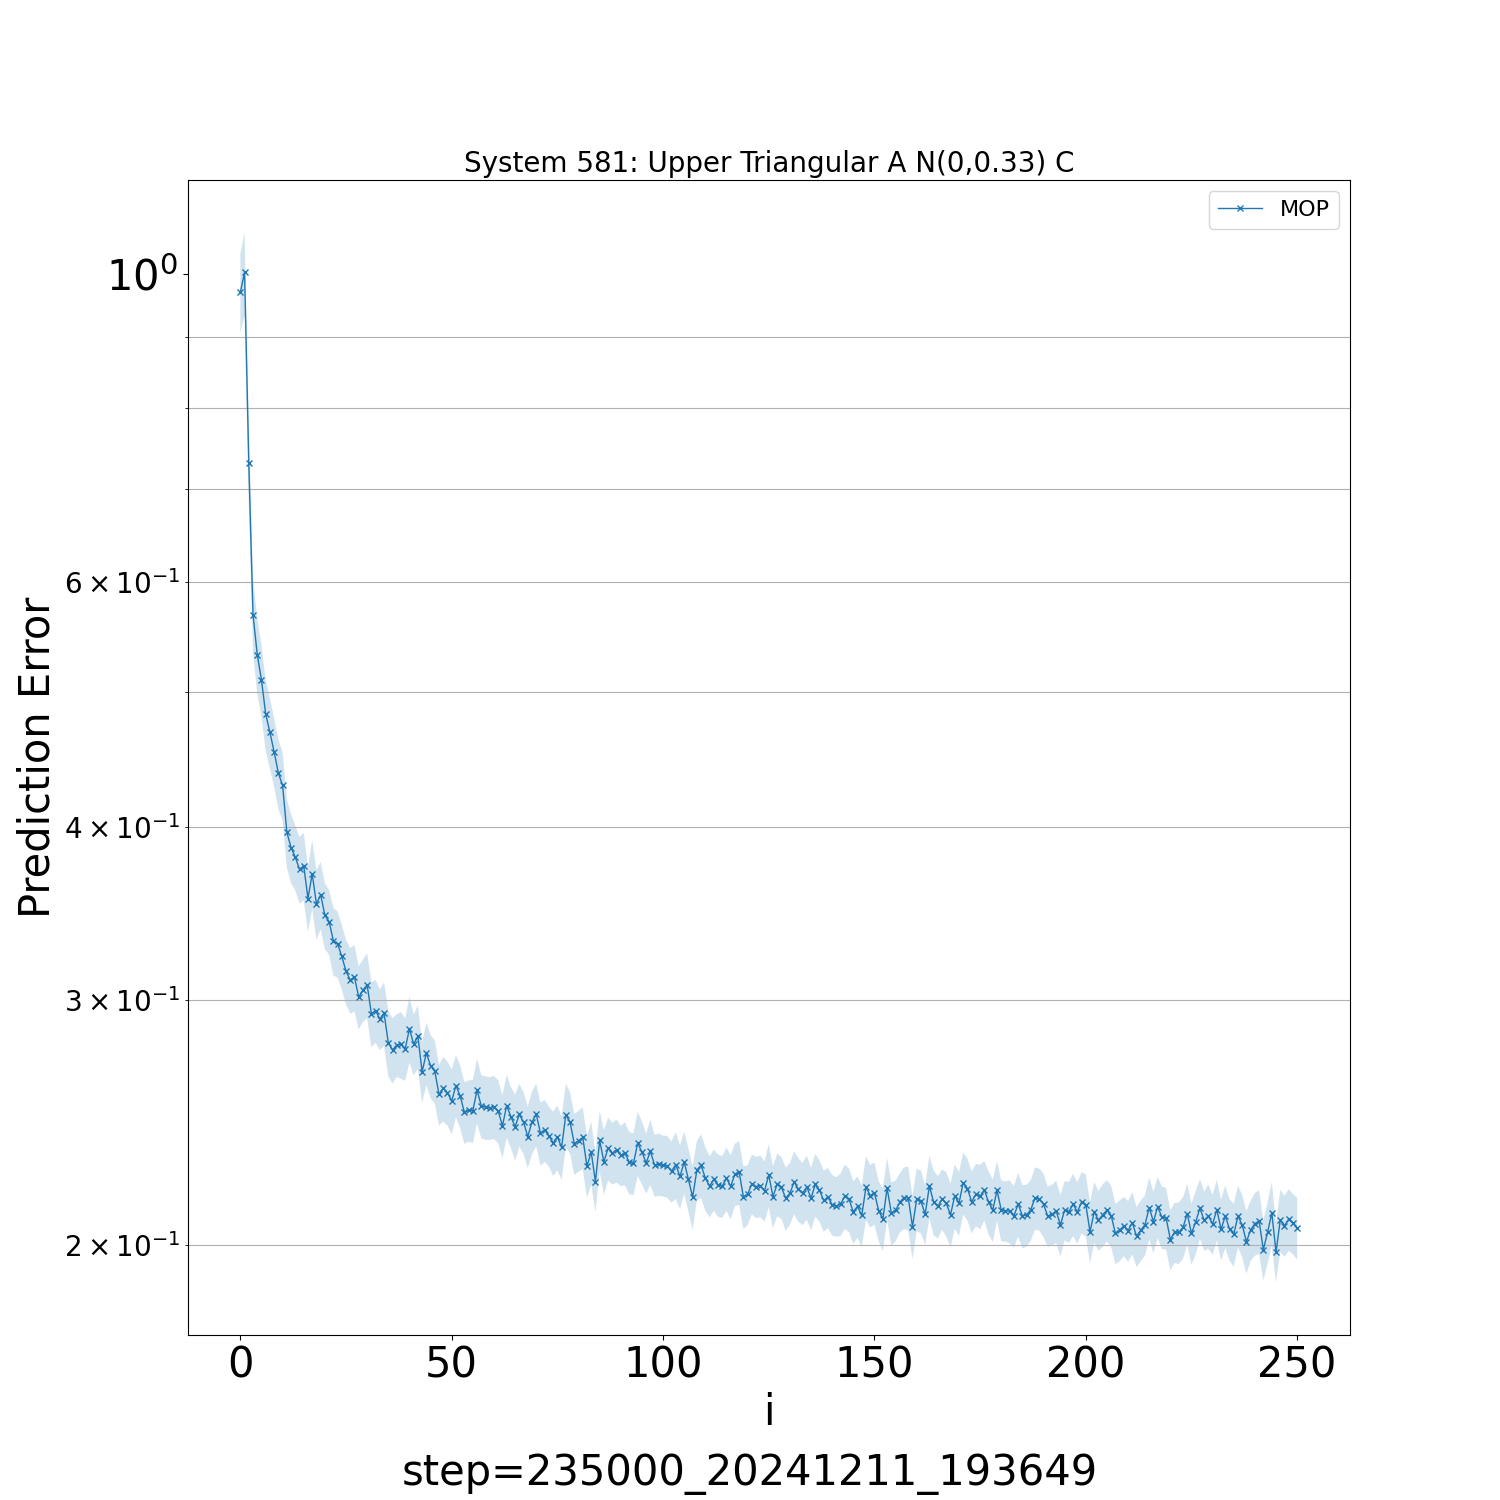 System 581: Upper Triangular A N(0,0.33) C
MOP
10⁰
6 × 10⁻¹
4 × 10⁻¹
3 × 10⁻¹
2 × 10⁻¹
Prediction Error
0 50 100 150 200 250
i
step=235000_20241211_193649